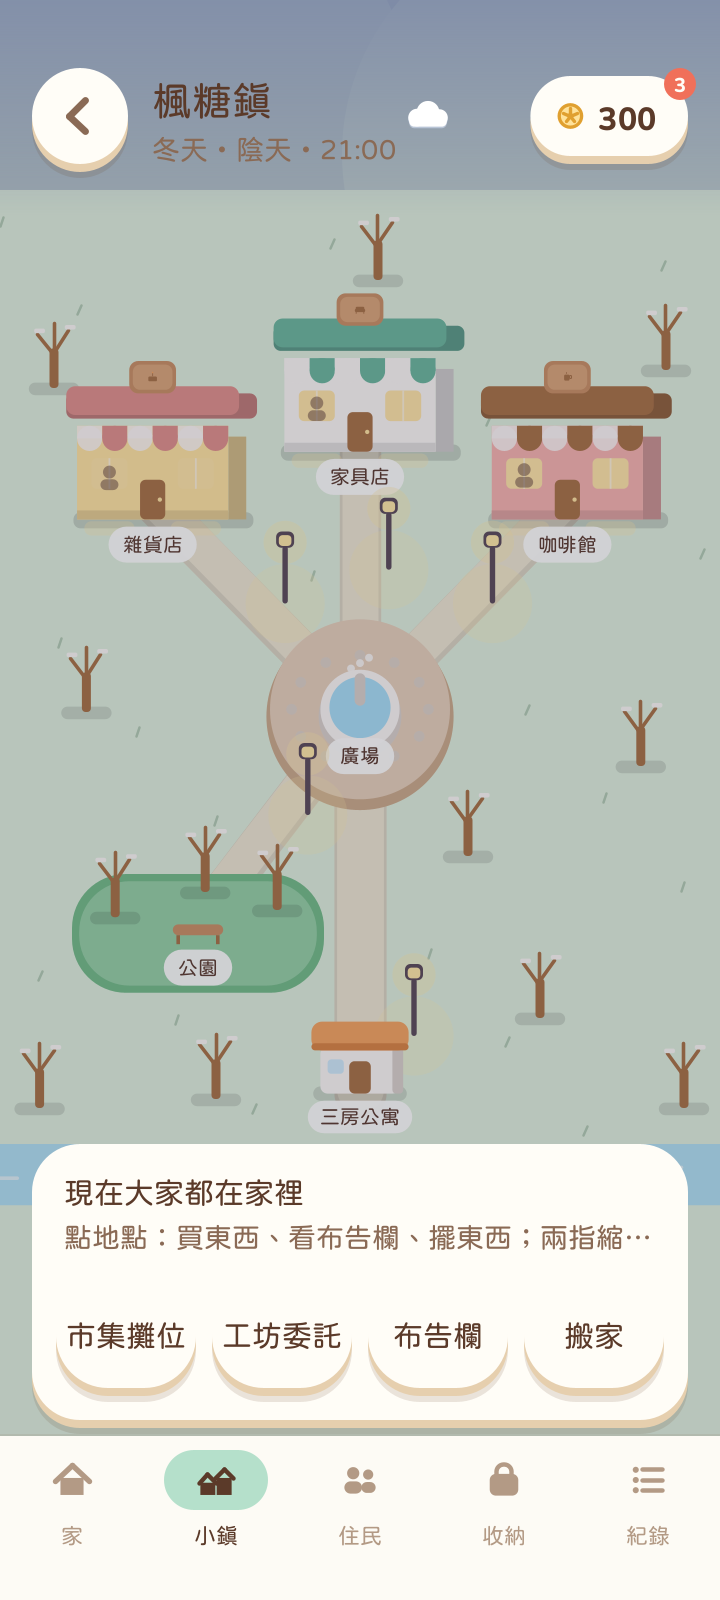 楓糖鎮
冬天・陰天・21:00
300
3
家具店
雜貨店
咖啡館
廣場
公園
三房公寓
現在大家都在家裡
點地點：買東西、看布告欄、擺東西；兩指縮⋯
市集攤位
工坊委託
布告欄
搬家
家
小鎮
住民
收納
紀錄